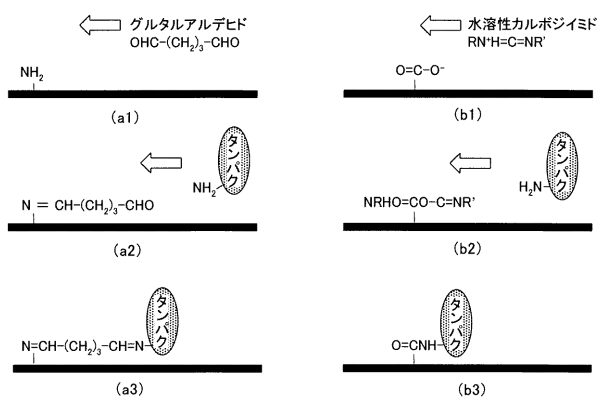 グルタルアルデヒド
OHC-(CH₂)₃-CHO
NH₂
(a1)
水溶性カルボジイミド
RN⁺H=C=NR'
O=C-O⁻
(b1)
タンパク
NH₂
N = CH-(CH₂)₃-CHO
(a2)
タンパク
H₂N
NRHO=CO-C=NR'
(b2)
タンパク
N=CH-(CH₂)₃-CH=N
(a3)
タンパク
O=CNH
(b3)